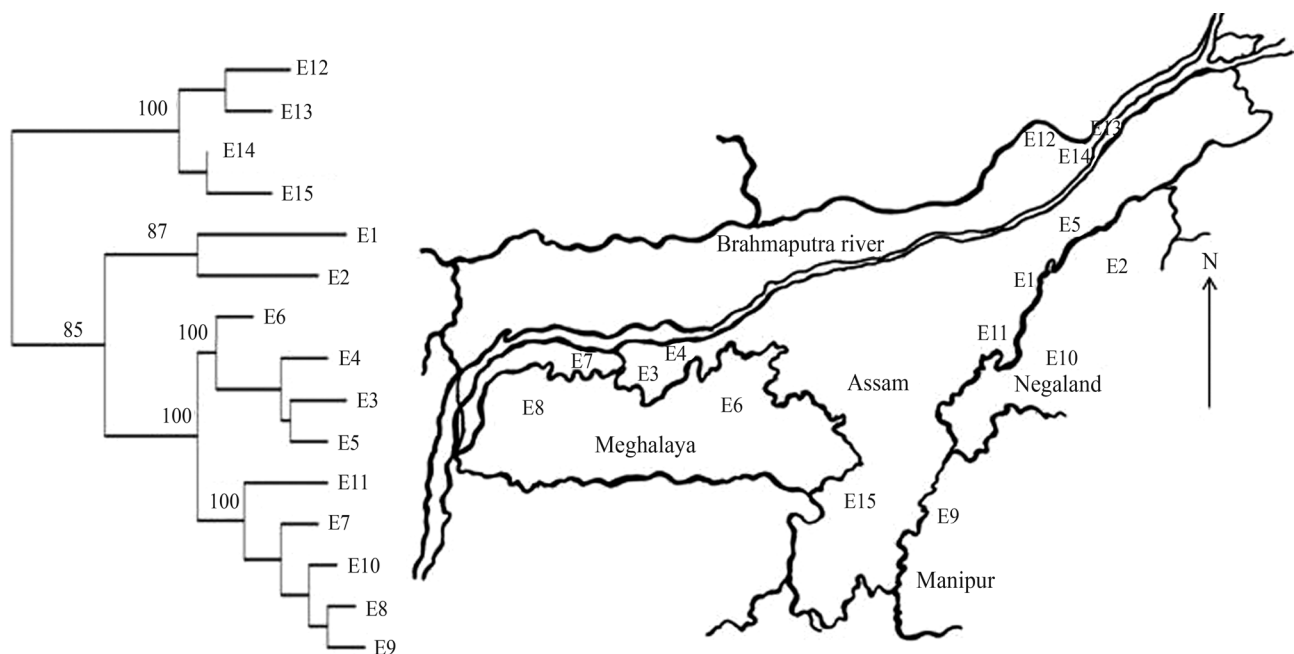 E12
100
E13
E14
E15
87
E1
E2
85
100
E6
E4
E3
E5
100
100
E11
E7
E10
E8
E9
E13
E12
E14
E5
Brahmaputra river
E2
E1
N
E11
E4
E7
E3
E10
Assam
Negaland
E8
E6
Meghalaya
E15
E9
Manipur